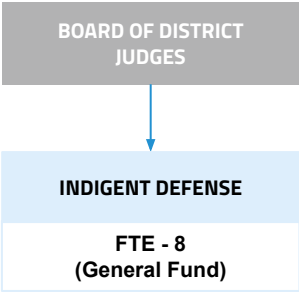 BOARD OF DISTRICT
JUDGES
INDIGENT DEFENSE
FTE - 8
(General Fund)